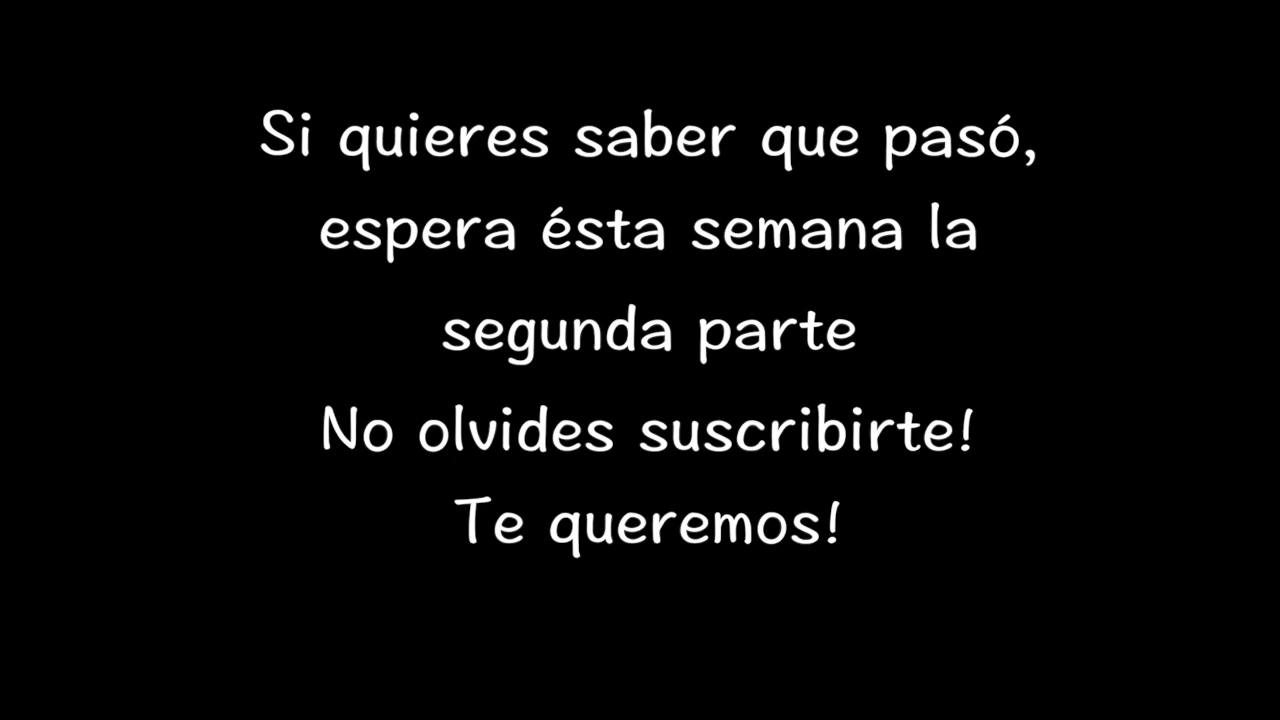 Si quieres saber que pasó,
espera ésta semana la
segunda parte
No olvides suscribirte!
Te queremos!